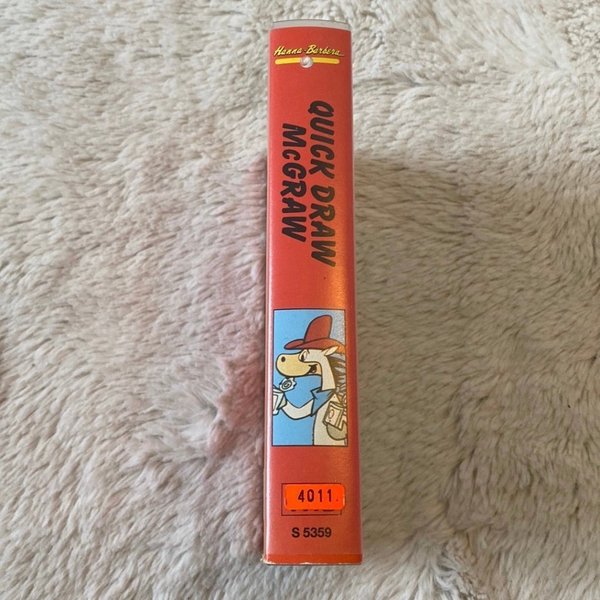 Hanna-Barbera
QUICK DRAW
McGRAW
4011.
S 5359